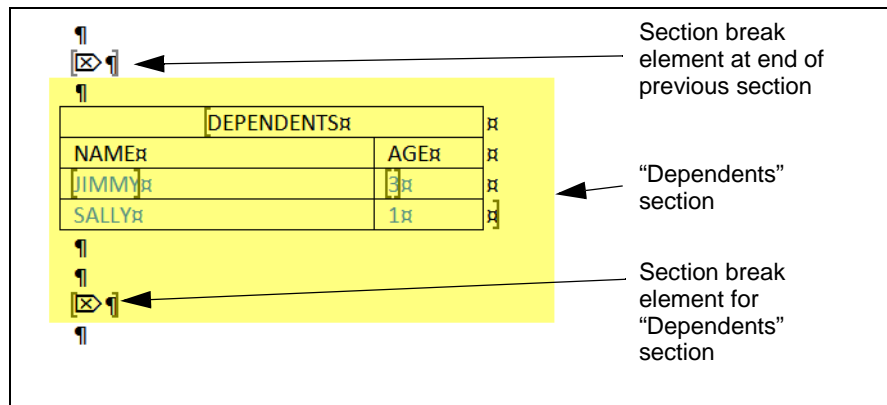 ¶
[⌦¶]
Section break
element at end of
previous section
¶
[DEPENDENTS¤ ¤
NAME¤ AGE¤ ¤
[JIMMY]¤ [3]¤ ¤
SALLY¤ 1¤ ¤]
“Dependents”
section
¶
¶
[⌦¶]
Section break
element for
“Dependents”
section
¶